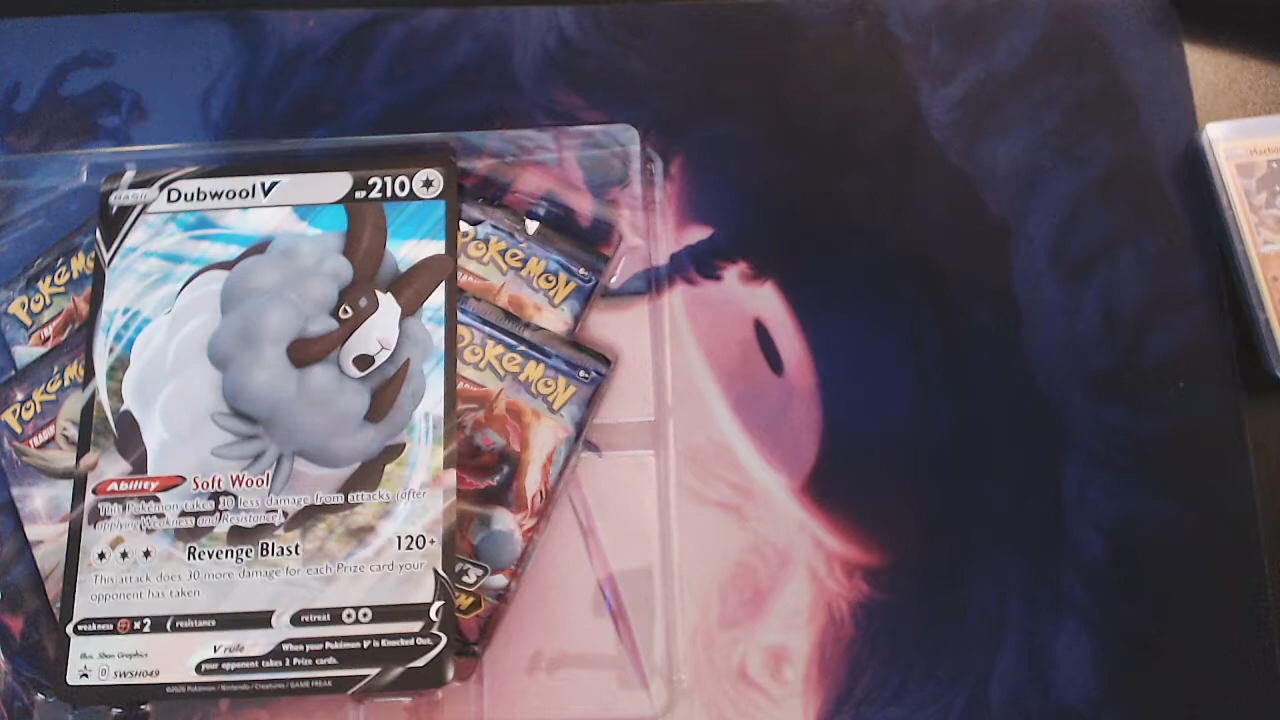 BASIC Dubwool V HP 210
Ability Soft Wool
This Pokémon takes 30 less damage from attacks (after
applying Weakness and Resistance).
Revenge Blast 120+
This attack does 30 more damage for each Prize card your
opponent has taken
weakness ×2 resistance retreat
V rule When your Pokémon V is Knocked Out,
your opponent takes 2 Prize cards.
Illus. Shon Graphics
D SWSH049
©2020 Pokémon / Nintendo / Creatures / GAME FREAK
POKéMON
POKéMON
POKéMON
POKéM
TRADIN